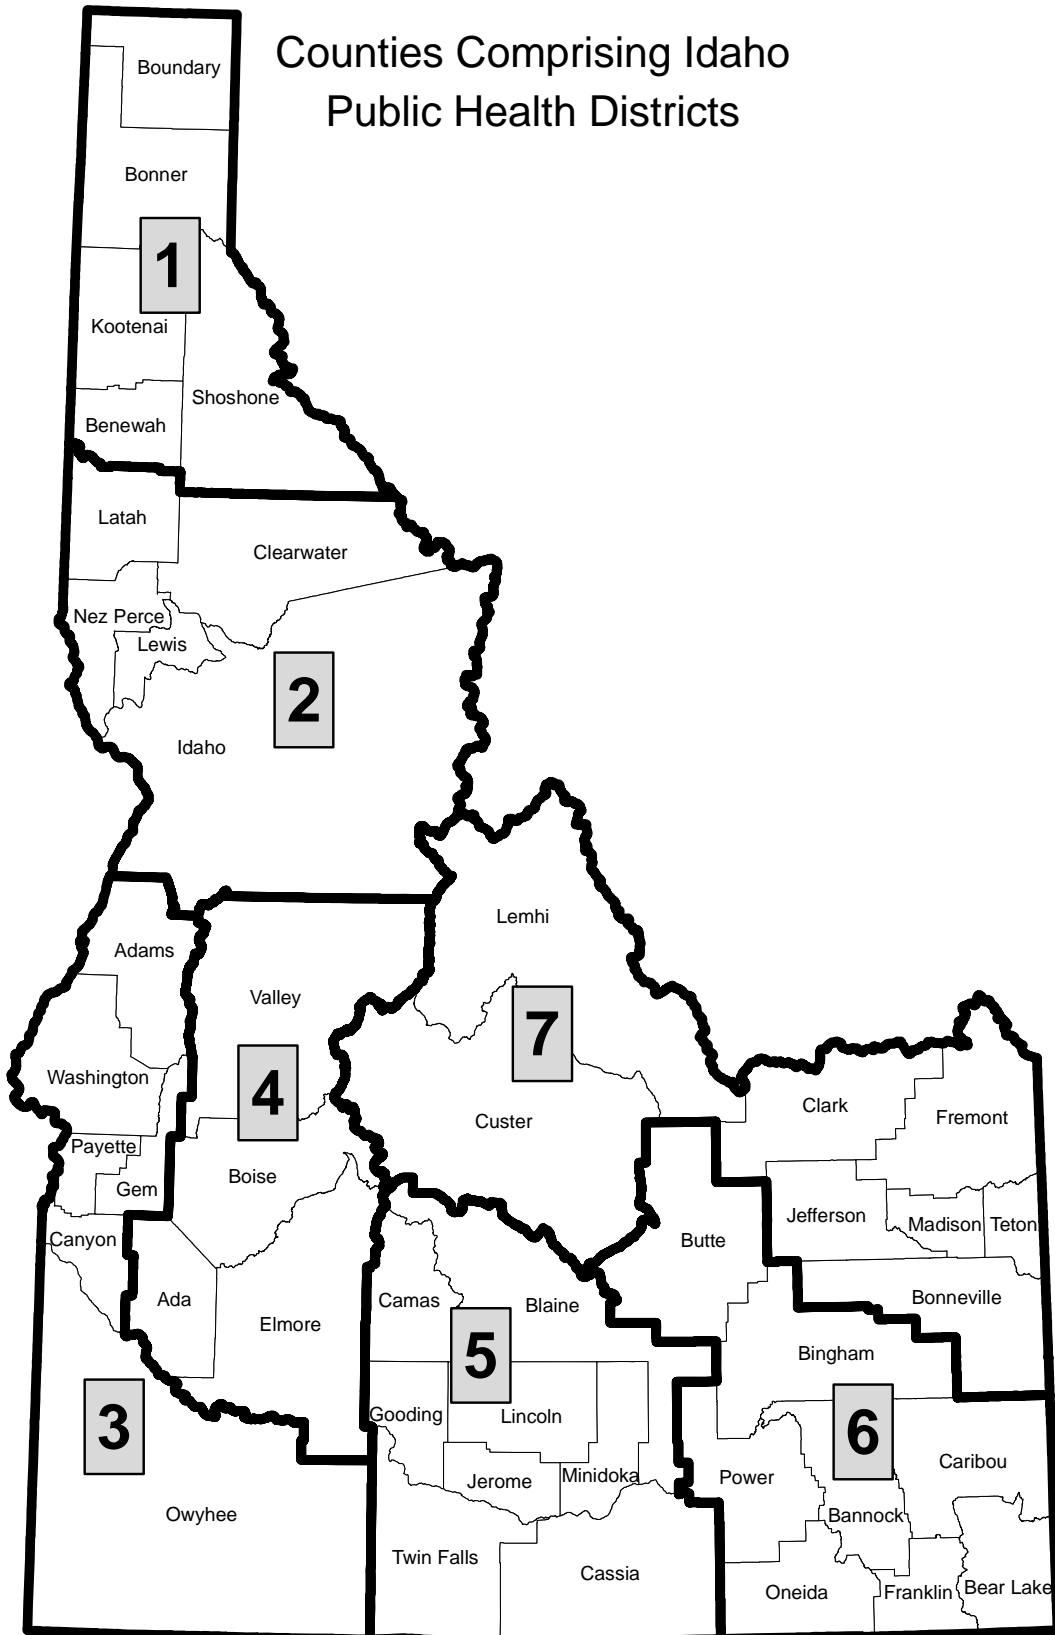 Counties Comprising Idaho
Public Health Districts
Boundary
Bonner
1
Kootenai
Shoshone
Benewah
Latah
Clearwater
Nez Perce
Lewis
2
Idaho
Lemhi
Adams
Valley
7
Washington
4
Custer
Clark
Fremont
Payette
Boise
Gem
Jefferson
Madison
Teton
Canyon
Butte
Ada
Camas
Blaine
Bonneville
Elmore
5
Bingham
3
Gooding
Lincoln
6
Jerome
Minidoka
Power
Caribou
Owyhee
Bannock
Twin Falls
Cassia
Oneida
Franklin
Bear Lake